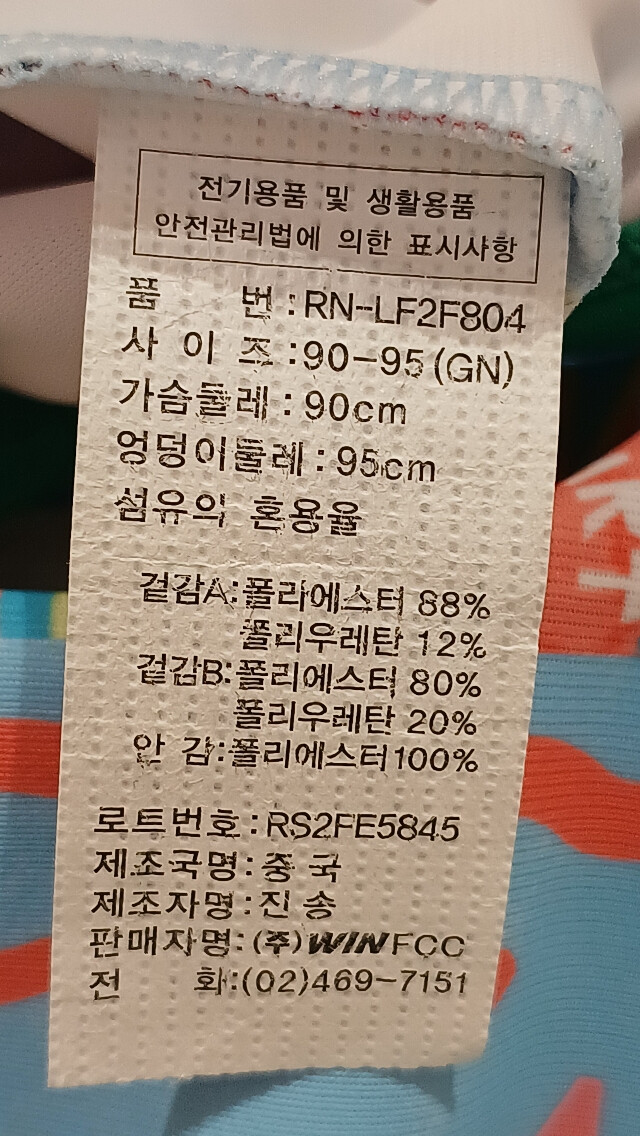 전기용품 및 생활용품
안전관리법에 의한 표시사항
품 번 : RN-LF2F804
사 이 즈 : 90-95 (GN)
가슴둘레 : 90cm
엉덩이둘레 : 95cm
섬유의 혼용율
겉감A: 폴리에스터 88%
폴리우레탄 12%
겉감B: 폴리에스터 80%
폴리우레탄 20%
안 감: 폴리에스터 100%
로트번호 : RS2FE5845
제조국명 : 중 국
제조자명 : 진 송
판매자명 : (주) WINFCC
전 화:(02)469-7151